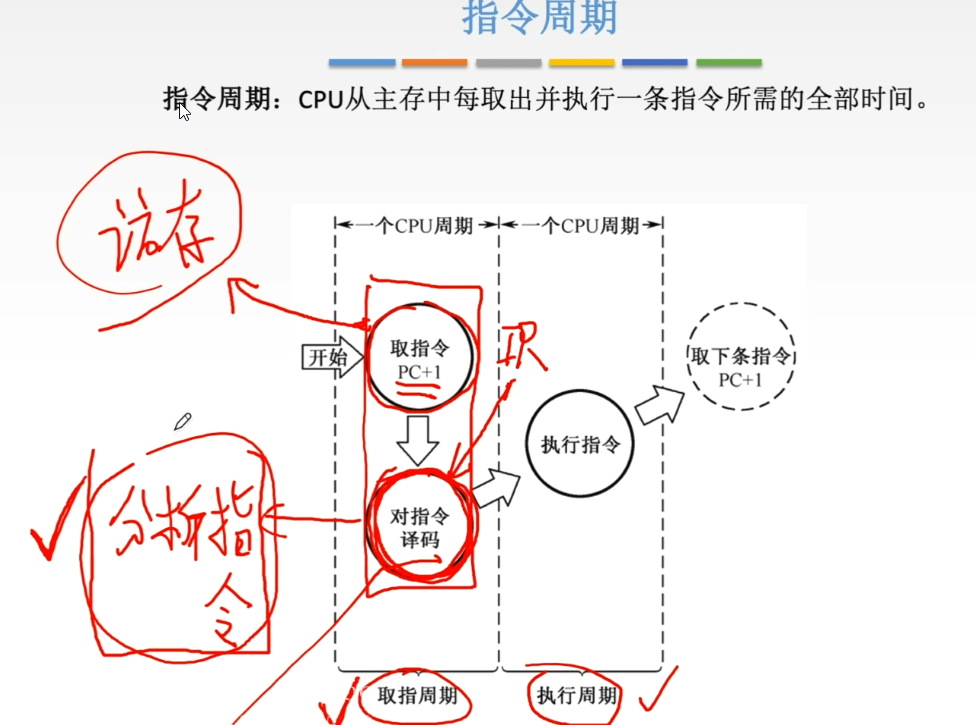 指令周期
指令周期：CPU从主存中每取出并执行一条指令所需的全部时间。
访存
一个CPU周期
一个CPU周期
开始
取指令
PC+1
IR
取下条指令
PC+1
执行指令
对指令
译码
分析指
令
取指周期
执行周期